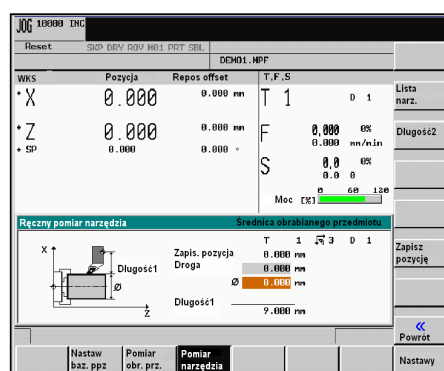 JOG 10000 INC
Reset SKP DRY ROV M01 PRT SBL
DEMO1.MPF
WKS Pozycja Repos offset T,F,S
+ X 0.000 0.000 mm T 1 D 1
+ Z 0.000 0.000 mm F 0,000 0%
0.000 mm/min
+ SP 0.000 0.000 °
S 0,0 0%
0.0 0
Moc [%] 0 60 120
Lista
narz.
Długość2
Ręczny pomiar narzędzia Średnica obrabianego przedmiotu
T 1 3 D 1
Zapis. pozycja 0.000 mm
Droga 0.000 mm
Ø 0.000 mm
Długość1 9.000 mm
X
Długość1
Ø
Z
Zapisz
pozycję
«
Powrót
Nastaw
baz. ppz
Pomiar
obr. prz.
Pomiar
narzędzia
Nastawy